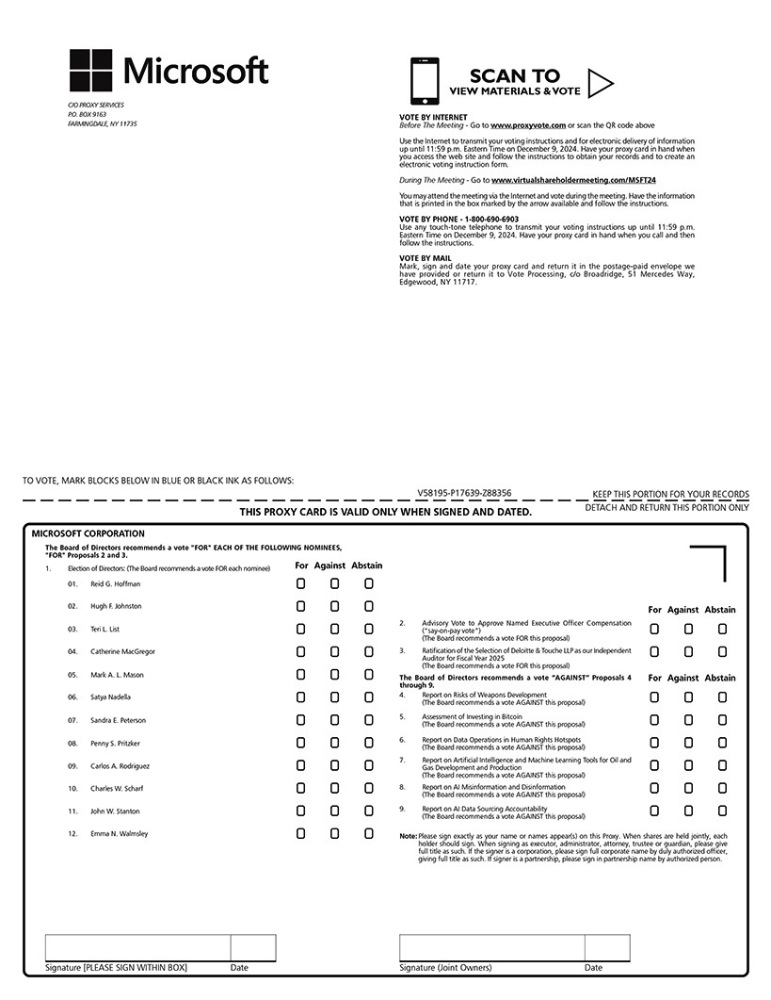 Microsoft
C/O PROXY SERVICES
P.O. BOX 9163
FARMINGDALE, NY 11735
SCAN TO
VIEW MATERIALS & VOTE
VOTE BY INTERNET
Before The Meeting - Go to www.proxyvote.com or scan the QR code above
Use the Internet to transmit your voting instructions and for electronic delivery of information
up until 11:59 p.m. Eastern Time on December 9, 2024. Have your proxy card in hand when
you access the web site and follow the instructions to obtain your records and to create an
electronic voting instruction form.
During The Meeting - Go to www.virtualshareholdermeeting.com/MSFT24
You may attend the meeting via the Internet and vote during the meeting. Have the information
that is printed in the box marked by the arrow available and follow the instructions.
VOTE BY PHONE - 1-800-690-6903
Use any touch-tone telephone to transmit your voting instructions up until 11:59 p.m.
Eastern Time on December 9, 2024. Have your proxy card in hand when you call and then
follow the instructions.
VOTE BY MAIL
Mark, sign and date your proxy card and return it in the postage-paid envelope we
have provided or return it to Vote Processing, c/o Broadridge, 51 Mercedes Way,
Edgewood, NY 11717.
TO VOTE, MARK BLOCKS BELOW IN BLUE OR BLACK INK AS FOLLOWS:
V58195-P17639-Z88356
KEEP THIS PORTION FOR YOUR RECORDS
DETACH AND RETURN THIS PORTION ONLY
THIS PROXY CARD IS VALID ONLY WHEN SIGNED AND DATED.
MICROSOFT CORPORATION
The Board of Directors recommends a vote "FOR" EACH OF THE FOLLOWING NOMINEES,
"FOR" Proposals 2 and 3.
1. Election of Directors: (The Board recommends a vote FOR each nominee)
For Against Abstain
01. Reid G. Hoffman
02. Hugh F. Johnston
03. Teri L. List
04. Catherine MacGregor
05. Mark A. L. Mason
06. Satya Nadella
07. Sandra E. Peterson
08. Penny S. Pritzker
09. Carlos A. Rodriguez
10. Charles W. Scharf
11. John W. Stanton
12. Emma N. Walmsley
For Against Abstain
2. Advisory Vote to Approve Named Executive Officer Compensation
("say-on-pay vote")
(The Board recommends a vote FOR this proposal)
3. Ratification of the Selection of Deloitte & Touche LLP as our Independent
Auditor for Fiscal Year 2025
(The Board recommends a vote FOR this proposal)
The Board of Directors recommends a vote "AGAINST" Proposals 4
through 9.
For Against Abstain
4. Report on Risks of Weapons Development
(The Board recommends a vote AGAINST this proposal)
5. Assessment of Investing in Bitcoin
(The Board recommends a vote AGAINST this proposal)
6. Report on Data Operations in Human Rights Hotspots
(The Board recommends a vote AGAINST this proposal)
7. Report on Artificial Intelligence and Machine Learning Tools for Oil and
Gas Development and Production
(The Board recommends a vote AGAINST this proposal)
8. Report on AI Misinformation and Disinformation
(The Board recommends a vote AGAINST this proposal)
9. Report on AI Data Sourcing Accountability
(The Board recommends a vote AGAINST this proposal)
Note: Please sign exactly as your name or names appear(s) on this Proxy. When shares are held jointly, each
holder should sign. When signing as executor, administrator, attorney, trustee or guardian, please give
full title as such. If the signer is a corporation, please sign full corporate name by duly authorized officer,
giving full title as such. If signer is a partnership, please sign in partnership name by authorized person.
Signature [PLEASE SIGN WITHIN BOX] Date
Signature (Joint Owners) Date